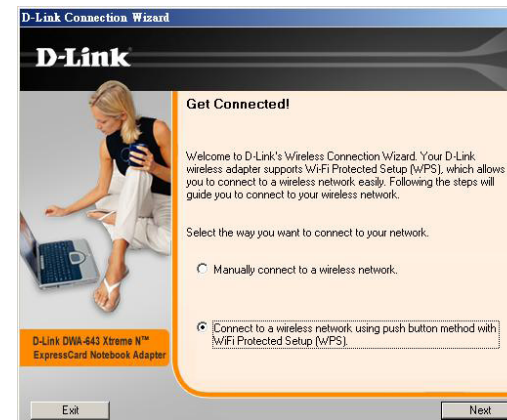 D-Link Connection Wizard
D-Link
Get Connected!
Welcome to D-Link's Wireless Connection Wizard. Your D-Link
wireless adapter supports Wi-Fi Protected Setup (WPS), which allows
you to connect to a wireless network easily. Following the steps will
guide you to connect to your wireless network.
Select the way you want to connect to your network.
Manually connect to a wireless network.
Connect to a wireless network using push button method with
WiFi Protected Setup (WPS).
D-Link DWA-643 Xtreme N™
ExpressCard Notebook Adapter
Exit
Next